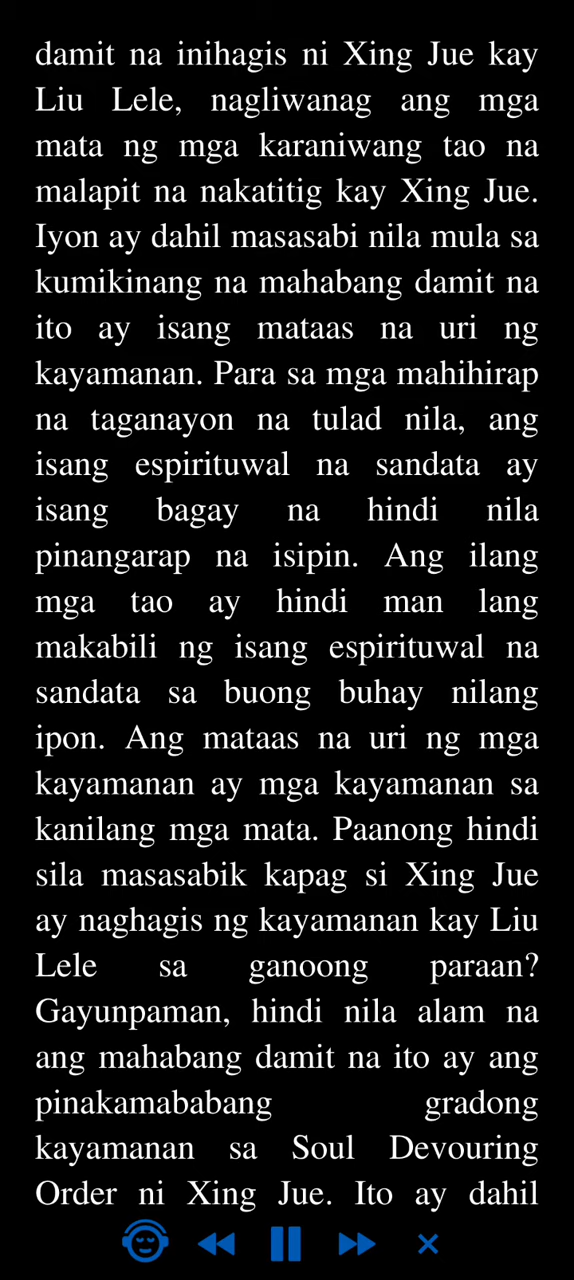 damit na inihagis ni Xing Jue kay
Liu Lele, nagliwanag ang mga
mata ng mga karaniwang tao na
malapit na nakatitig kay Xing Jue.
Iyon ay dahil masasabi nila mula sa
kumikinang na mahabang damit na
ito ay isang mataas na uri ng
kayamanan. Para sa mga mahihirap
na taganayon na tulad nila, ang
isang espirituwal na sandata ay
isang bagay na hindi nila
pinangarap na isipin. Ang ilang
mga tao ay hindi man lang
makabili ng isang espirituwal na
sandata sa buong buhay nilang
ipon. Ang mataas na uri ng mga
kayamanan ay mga kayamanan sa
kanilang mga mata. Paanong hindi
sila masasabik kapag si Xing Jue
ay naghagis ng kayamanan kay Liu
Lele sa ganoong paraan?
Gayunpaman, hindi nila alam na
ang mahabang damit na ito ay ang
pinakamababang gradong
kayamanan sa Soul Devouring
Order ni Xing Jue. Ito ay dahil